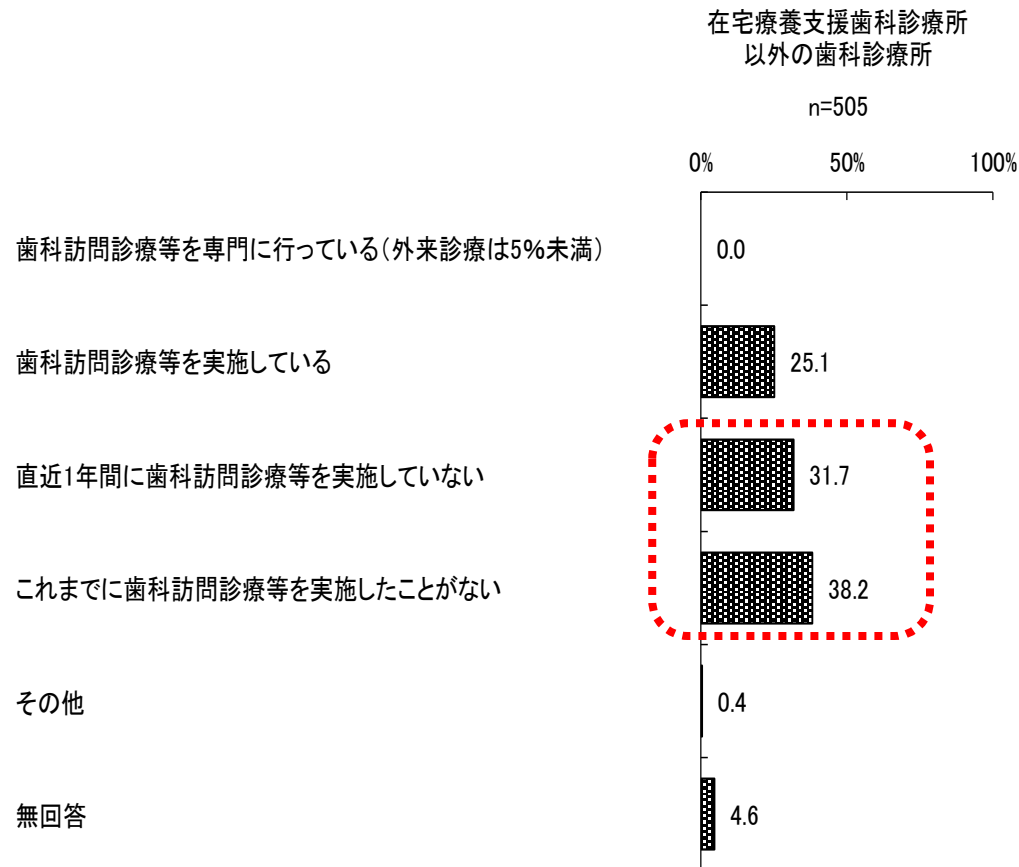 在宅療養支援歯科診療所
以外の歯科診療所
n=505
0% 50% 100%
歯科訪問診療等を専門に行っている(外来診療は5%未満) 0.0
歯科訪問診療等を実施している 25.1
直近1年間に歯科訪問診療等を実施していない 31.7
これまでに歯科訪問診療等を実施したことがない 38.2
その他 0.4
無回答 4.6